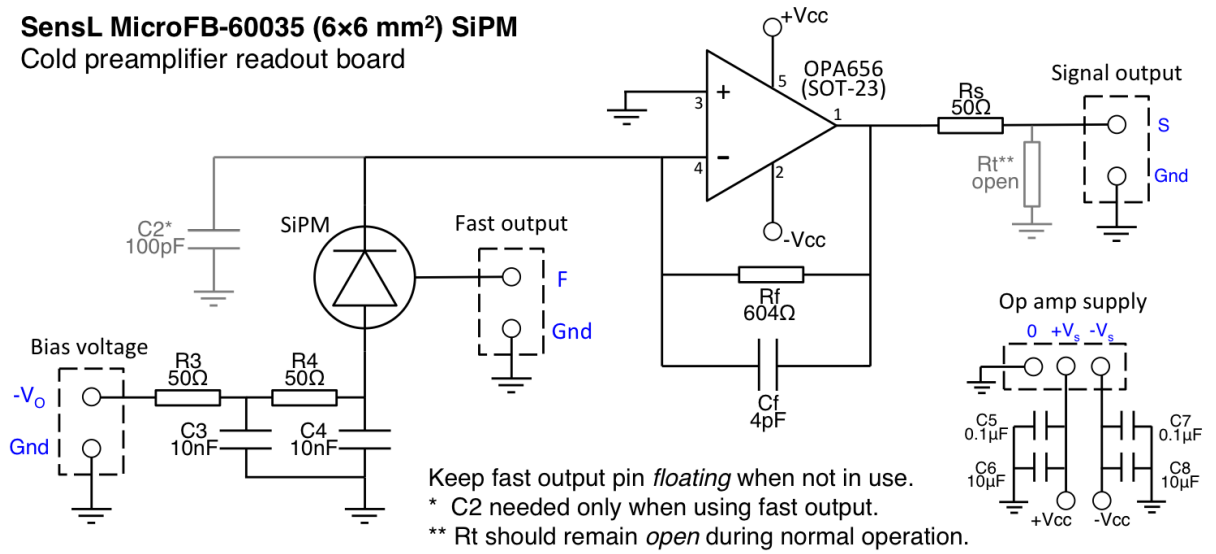 SensL MicroFB-60035 (6×6 mm²) SiPM
Cold preamplifier readout board
+Vcc
5
OPA656
(SOT-23)
3
+
1
4
-
2
-Vcc
Rs
50Ω
Signal output
S
Gnd
Rt**
open
C2*
100pF
SiPM
Fast output
F
Gnd
Rf
604Ω
Cf
4pF
Bias voltage
-VO
Gnd
R3
50Ω
R4
50Ω
C3
10nF
C4
10nF
Op amp supply
0 +Vs -Vs
C5
0.1µF
C7
0.1µF
C6
10µF
C8
10µF
+Vcc
-Vcc
Keep fast output pin floating when not in use.
* C2 needed only when using fast output.
** Rt should remain open during normal operation.